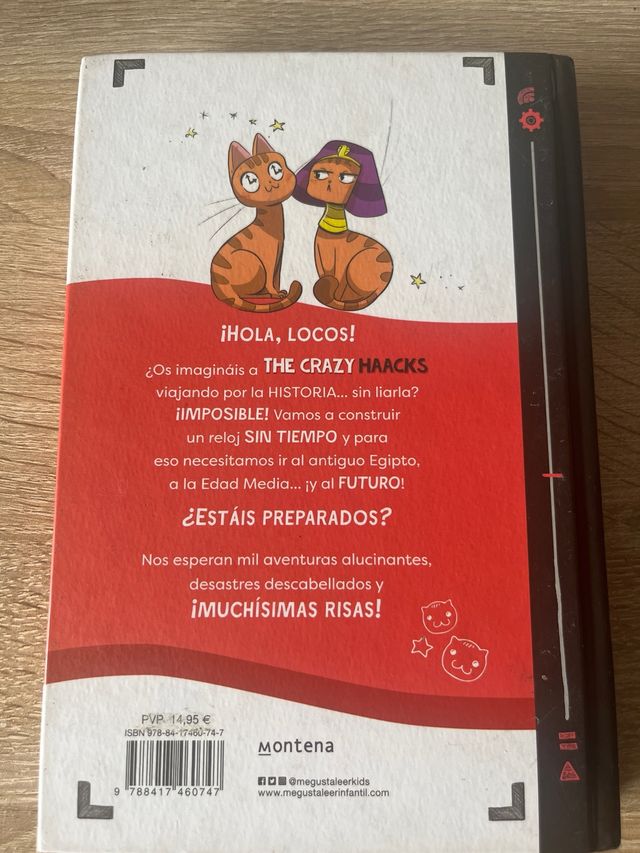 ¡HOLA, LOCOS!
¿Os imagináis a THE CRAZY HAACKS
viajando por la HISTORIA... sin liarla?
¡IMPOSIBLE! Vamos a construir
un reloj SIN TIEMPO y para
eso necesitamos ir al antiguo Egipto,
a la Edad Media... ¡y al FUTURO!
¿ESTÁIS PREPARADOS?
Nos esperan mil aventuras alucinantes,
desastres descabellados y
¡MUCHÍSIMAS RISAS!
PVP 14,95 €
ISBN 978-84-17460-74-7
9 788417 460747
Montena
@megustaleerkids
www.megustaleerinfantil.com